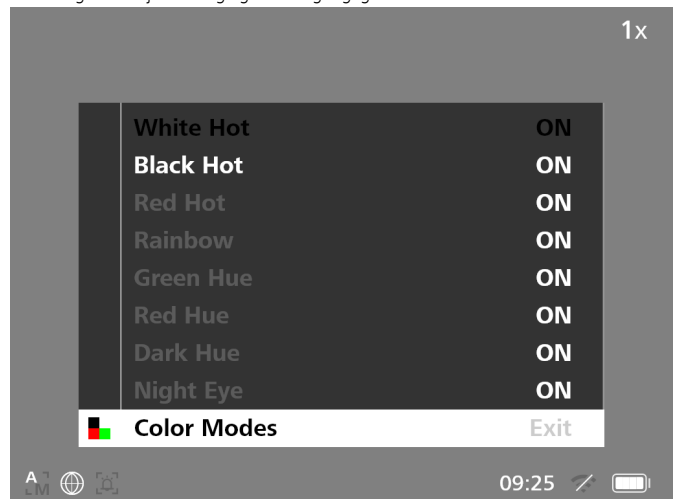 1x
White Hot ON
Black Hot ON
Red Hot ON
Rainbow ON
Green Hue ON
Red Hue ON
Dark Hue ON
Night Eye ON
Color Modes Exit
A M 09:25